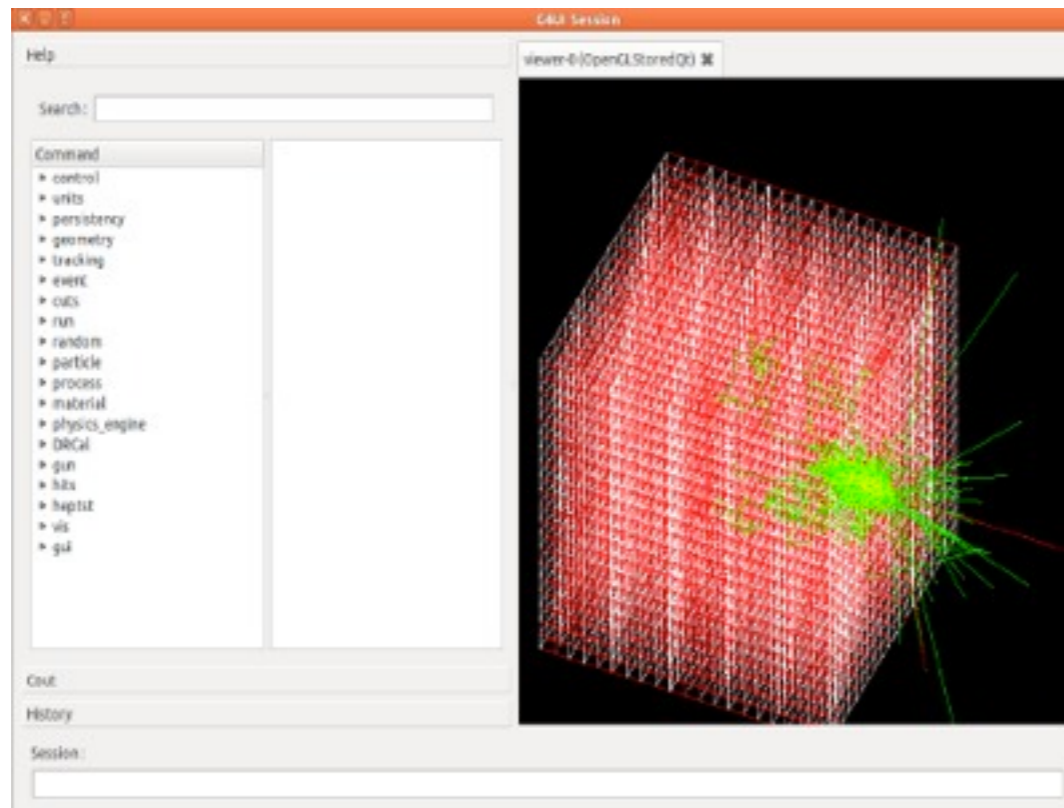 G4UI Session
Help
viewer-0 (OpenGLStoredQt) ✖
Search :
Command
control
units
persistency
geometry
tracking
event
cuts
run
random
particle
process
material
physics_engine
DRCal
gun
hits
heptst
vis
gui
Cout
History
Session :